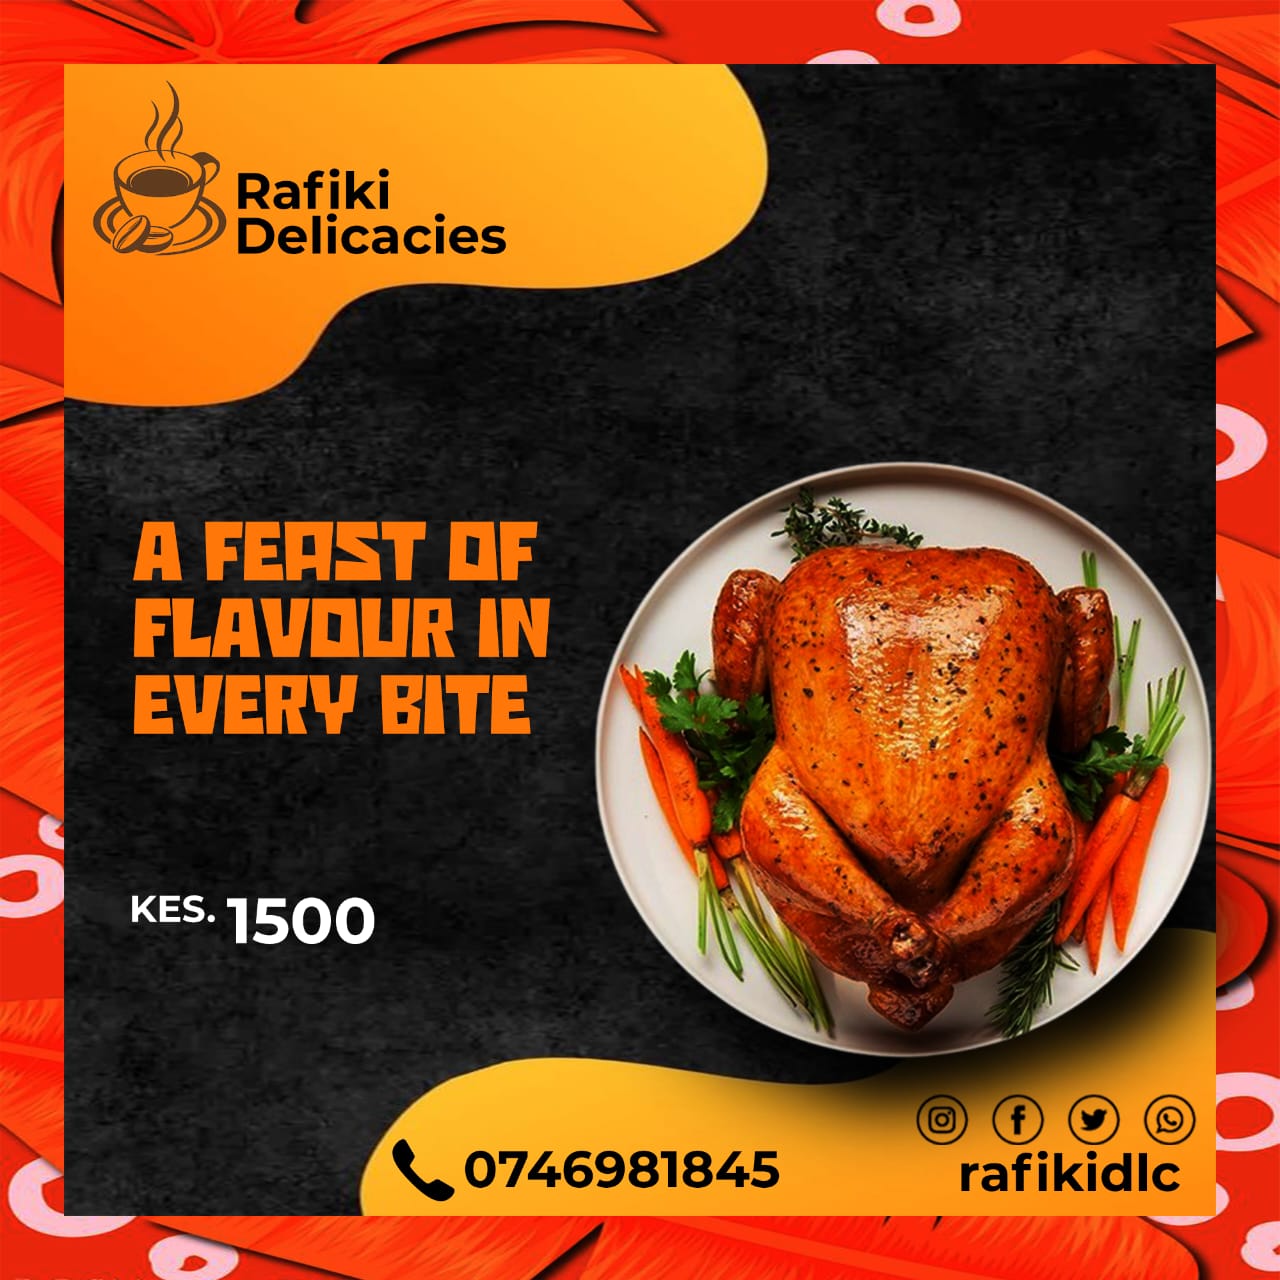 Rafiki
Delicacies
A FEAST OF
FLAVOUR IN
EVERY BITE
KES. 1500
0746981845
rafikidlc